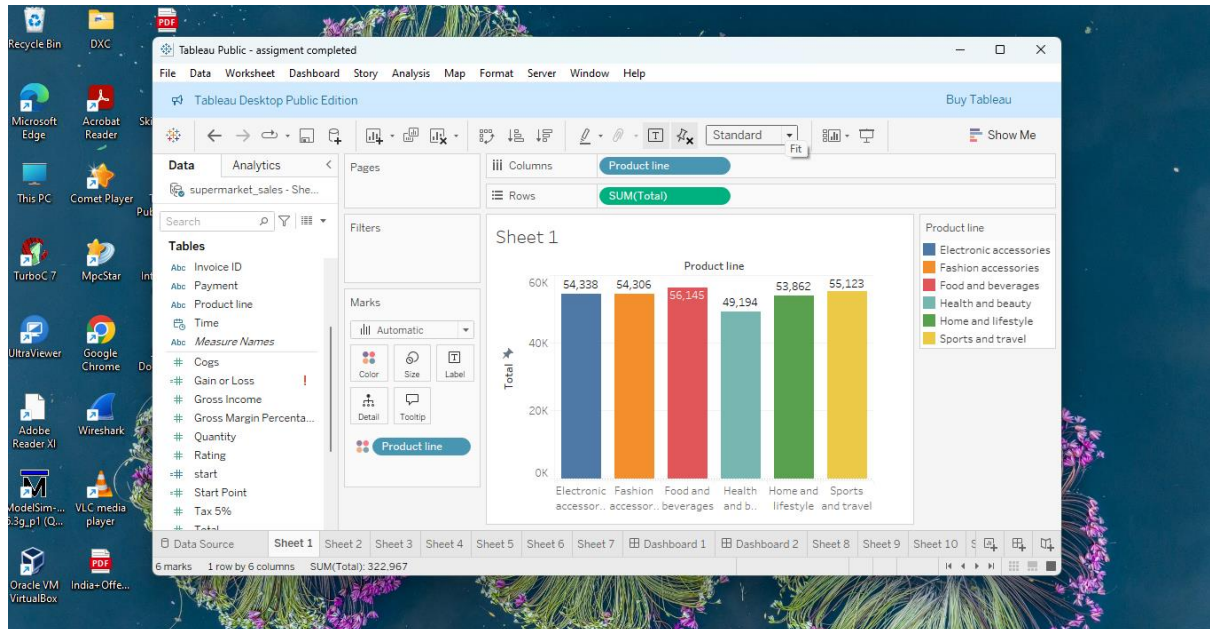 Recycle Bin
DXC
PDF
Microsoft
Edge
Acrobat
Reader
This PC
Comet Player
TurboC 7
MpcStar
UltraViewer
Google
Chrome
Adobe
Reader XI
Wireshark
ModelSim-...
VLC media
player
Oracle VM
VirtualBox
PDF
India+Offe...
Tableau Public - assigment completed
File Data Worksheet Dashboard Story Analysis Map Format Server Window Help
Tableau Desktop Public Edition
Buy Tableau
Standard
Fit
Show Me
Data Analytics
supermarket_sales - She...
Search
Tables
Abc Invoice ID
Abc Payment
Abc Product line
Time
Abc Measure Names
# Cogs
=# Gain or Loss !
# Gross Income
# Gross Margin Percenta...
# Quantity
# Rating
=# start
=# Start Point
# Tax 5%
# Total
Pages
Filters
Marks
Automatic
Color Size Label
Detail Tooltip
Product line
Columns Product line
Rows SUM(Total)
Sheet 1
Product line
60K
40K
20K
0K
Total
54,338
54,306
56,145
49,194
53,862
55,123
Electronic
accessor..
Fashion
accessor..
Food and
beverages
Health
and b..
Home and
lifestyle
Sports
and travel
Product line
Electronic accessories
Fashion accessories
Food and beverages
Health and beauty
Home and lifestyle
Sports and travel
Data Source Sheet 1 Sheet 2 Sheet 3 Sheet 4 Sheet 5 Sheet 6 Sheet 7 Dashboard 1 Dashboard 2 Sheet 8 Sheet 9 Sheet 10
6 marks 1 row by 6 columns SUM(Total): 322,967